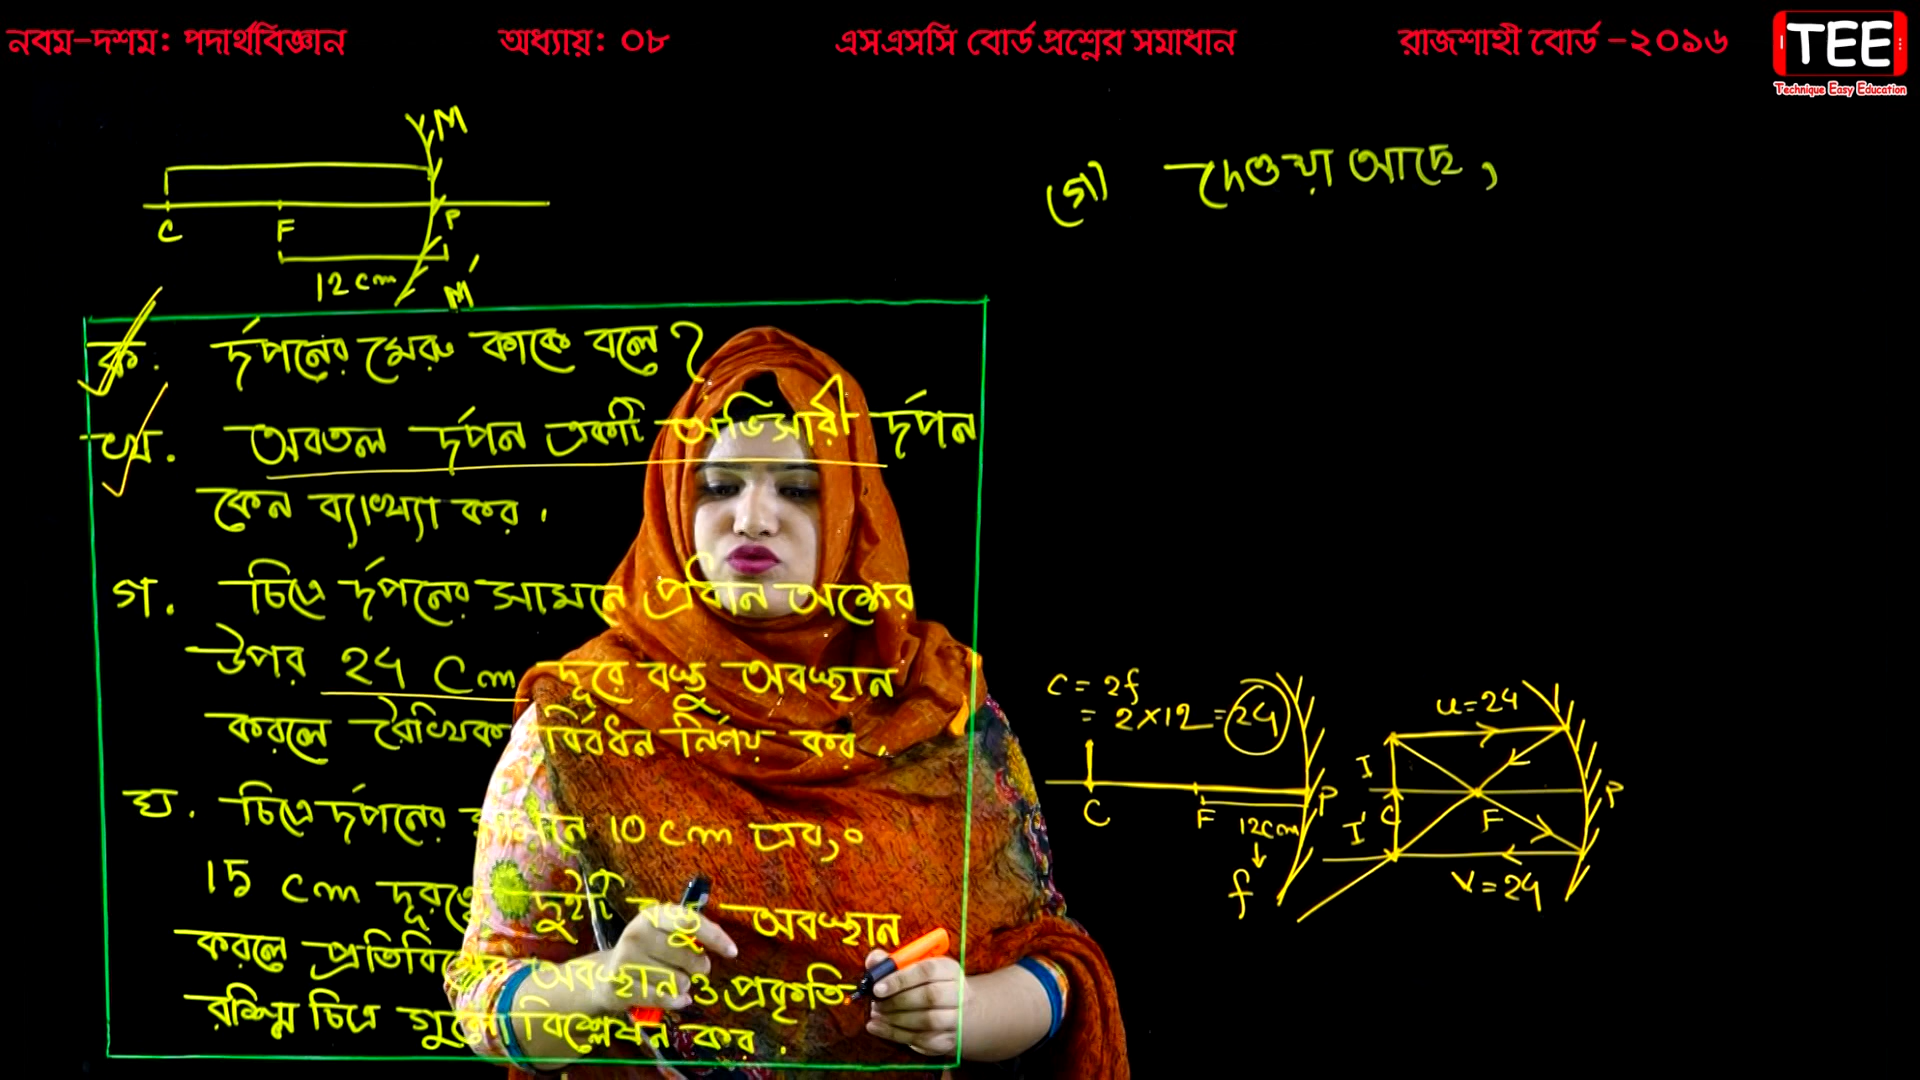 নবম-দশম: পদার্থবিজ্ঞান
অধ্যায়: ০৮
এসএসসি বোর্ড প্রশ্নের সমাধান
রাজশাহী বোর্ড -২০১৬
TEE
Technique Easy Education
M
C F P
12 cm
M'
ক. দর্পনের মেরু কাকে বলে?
খ. অবতল দর্পন একটি অভিসারী দর্পন
কেন ব্যাখ্যা কর।
গ. চিত্রে দর্পনের সামনে প্রধান অক্ষের
উপর 24 Cm দূরে বস্তু অবস্থান
করলে রৈখিক বিবর্ধন নির্ণয় কর।
ঘ. চিত্রে দর্পনের সামনে 10 cm এবং
15 cm দূরত্বে দুইটি বস্তু অবস্থান
করলে প্রতিবিম্বের অবস্থান ও প্রকৃতি
রশ্মি চিত্র এঁকে বিশ্লেষন কর।
(গ) দেওয়া আছে,
C = 2f
= 2×12 = 24
C F P
12cm
f
u=24
I
I' C F P
v=24